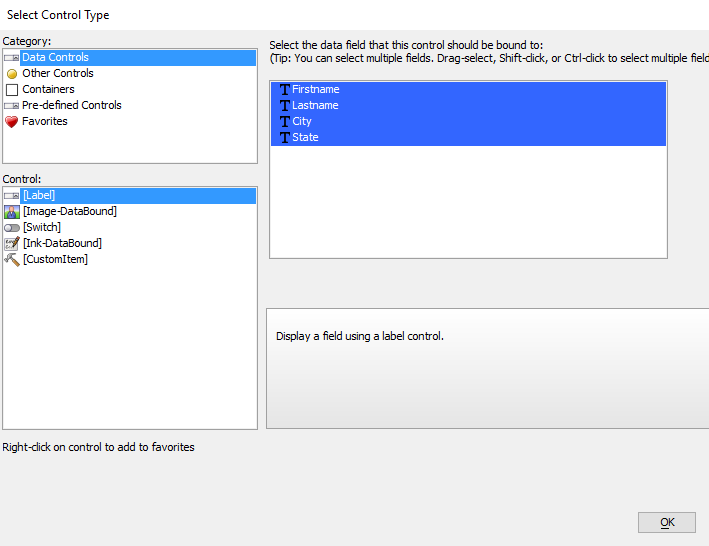 Select Control Type
Category:
Data Controls
Other Controls
Containers
Pre-defined Controls
Favorites
Control:
[Label]
[Image-DataBound]
[Switch]
[Ink-DataBound]
[CustomItem]
Right-click on control to add to favorites
Select the data field that this control should be bound to:
(Tip: You can select multiple fields. Drag-select, Shift-click, or Ctrl-click to select multiple field
Firstname
Lastname
City
State
Display a field using a label control.
OK